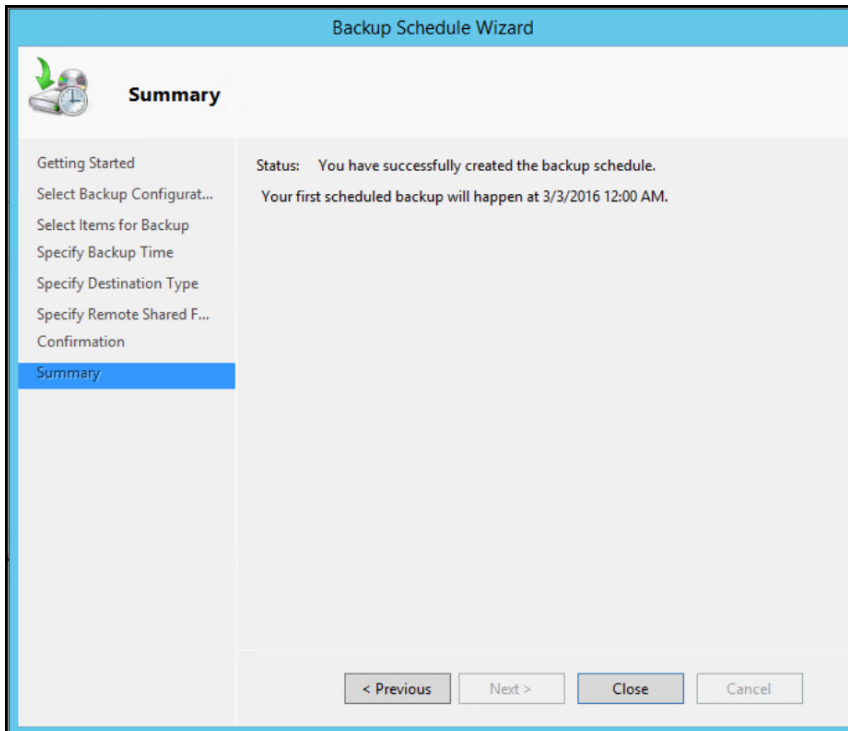 Backup Schedule Wizard
Summary
Getting Started
Select Backup Configurat...
Select Items for Backup
Specify Backup Time
Specify Destination Type
Specify Remote Shared F...
Confirmation
Summary
Status: You have successfully created the backup schedule.
Your first scheduled backup will happen at 3/3/2016 12:00 AM.
< Previous Next > Close Cancel